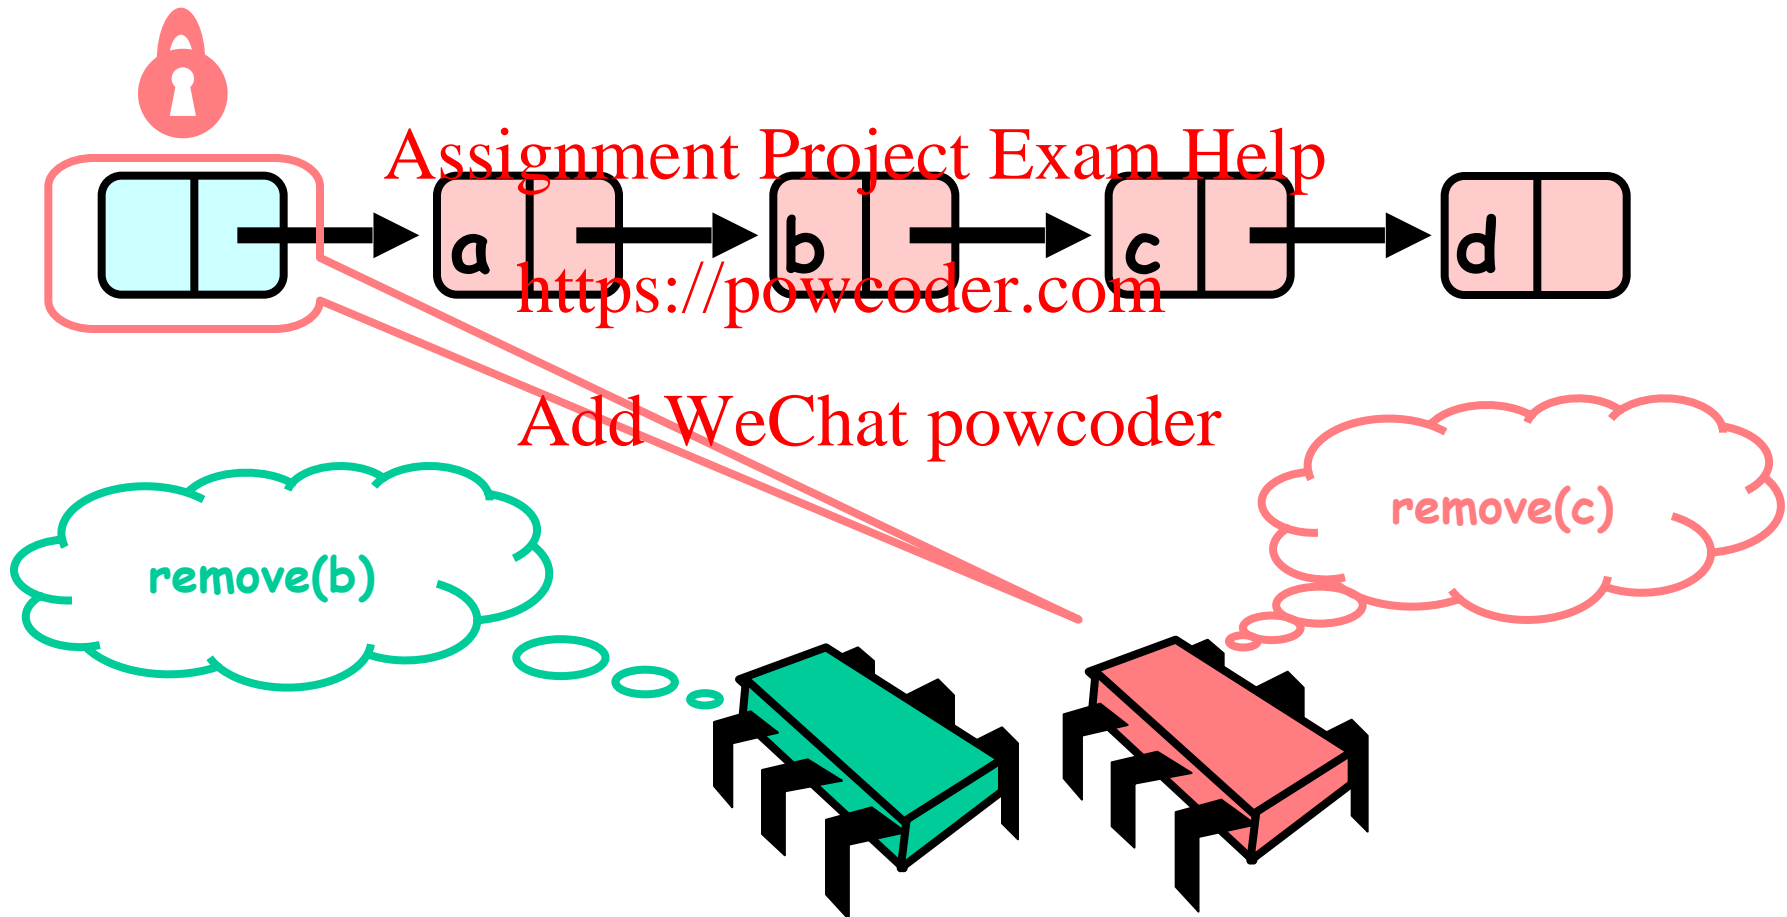 Assignment Project Exam Help
a b c d
https://powcoder.com
Add WeChat powcoder
remove(c)
remove(b)